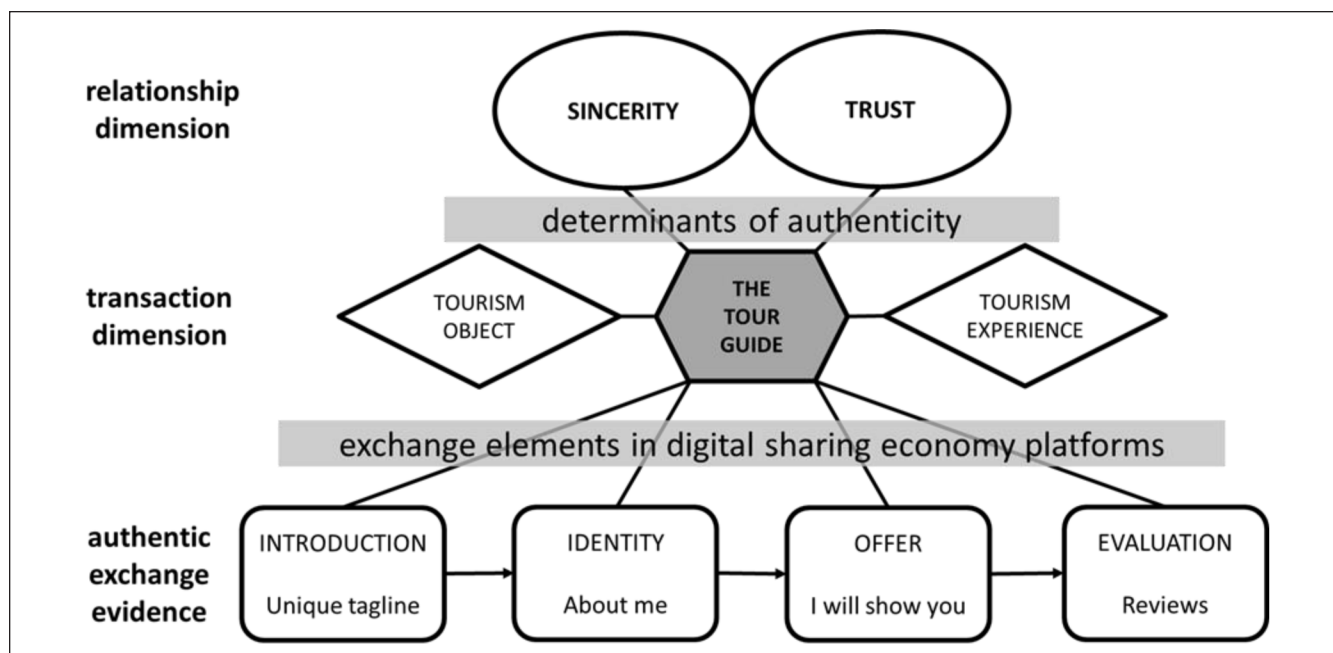 relationship
dimension
SINCERITY
TRUST
determinants of authenticity
transaction
dimension
TOURISM
OBJECT
THE
TOUR
GUIDE
TOURISM
EXPERIENCE
exchange elements in digital sharing economy platforms
authentic
exchange
evidence
INTRODUCTION
Unique tagline
IDENTITY
About me
OFFER
I will show you
EVALUATION
Reviews